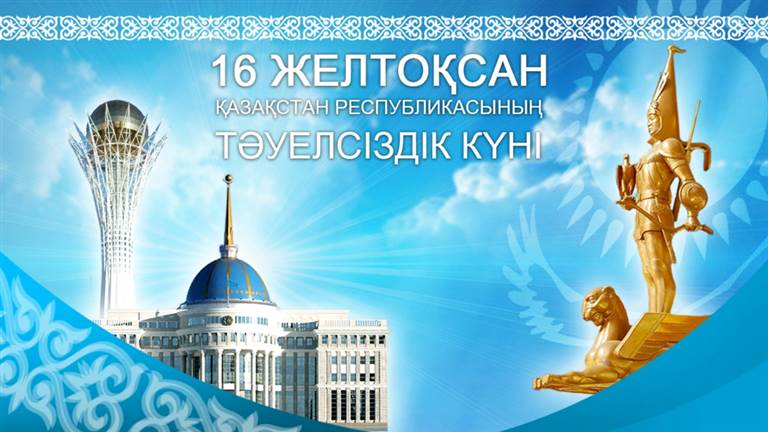 16 ЖЕЛТОҚСАН
ҚАЗАҚСТАН РЕСПУБЛИКАСЫНЫҢ
ТӘУЕЛСІЗДІК КҮНІ